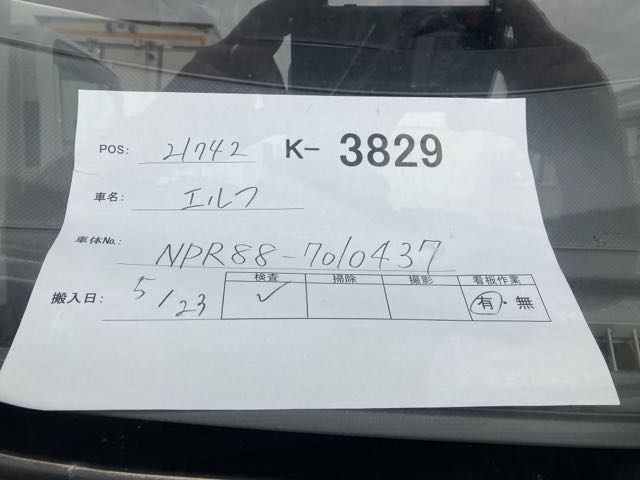 POS: 21742 K- 3829
車名: エルフ
車体No.: NPR88-7010437
搬入日: 5/23
検査 掃除 撮影 看板作業
✓ 有・無